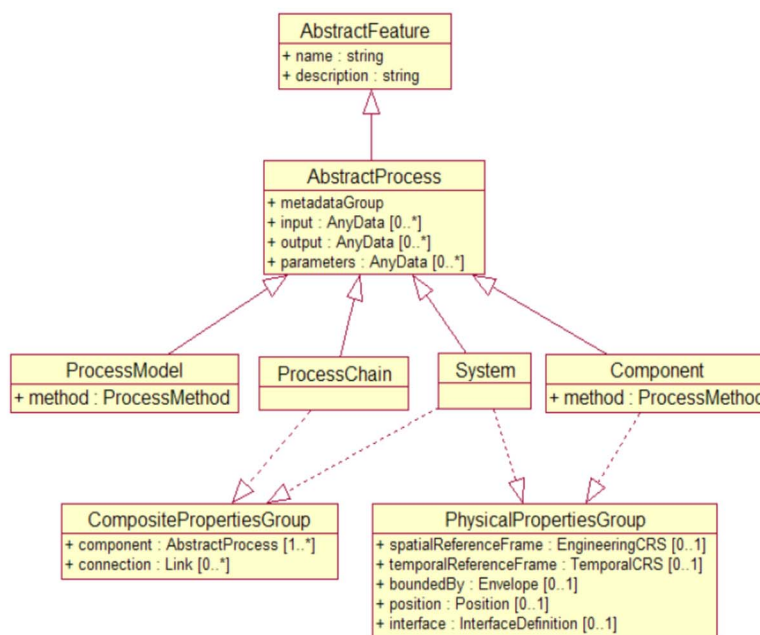 AbstractFeature
+ name : string
+ description : string
AbstractProcess
+ metadataGroup
+ input : AnyData [0..*]
+ output : AnyData [0..*]
+ parameters : AnyData [0..*]
ProcessModel
+ method : ProcessMethod
ProcessChain
System
Component
+ method : ProcessMethod
CompositePropertiesGroup
+ component : AbstractProcess [1..*]
+ connection : Link [0..*]
PhysicalPropertiesGroup
+ spatialReferenceFrame : EngineeringCRS [0..1]
+ temporalReferenceFrame : TemporalCRS [0..1]
+ boundedBy : Envelope [0..1]
+ position : Position [0..1]
+ interface : InterfaceDefinition [0..1]